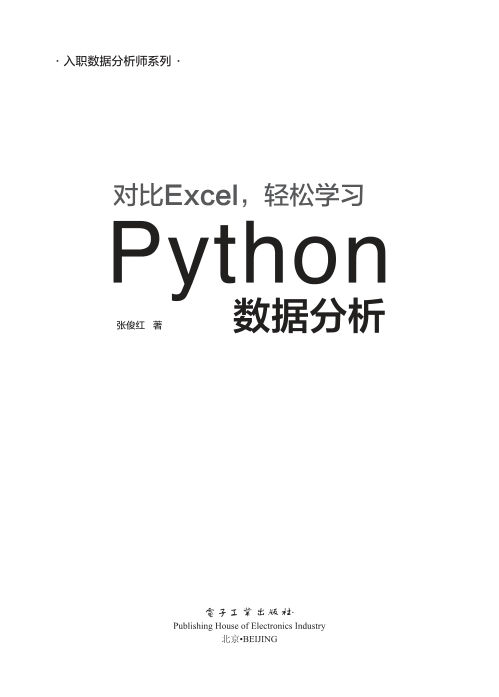 · 入职数据分析师系列 ·
对比Excel，轻松学习
Python
数据分析
张俊红 著
电子工业出版社.
Publishing House of Electronics Industry
北京•BEIJING